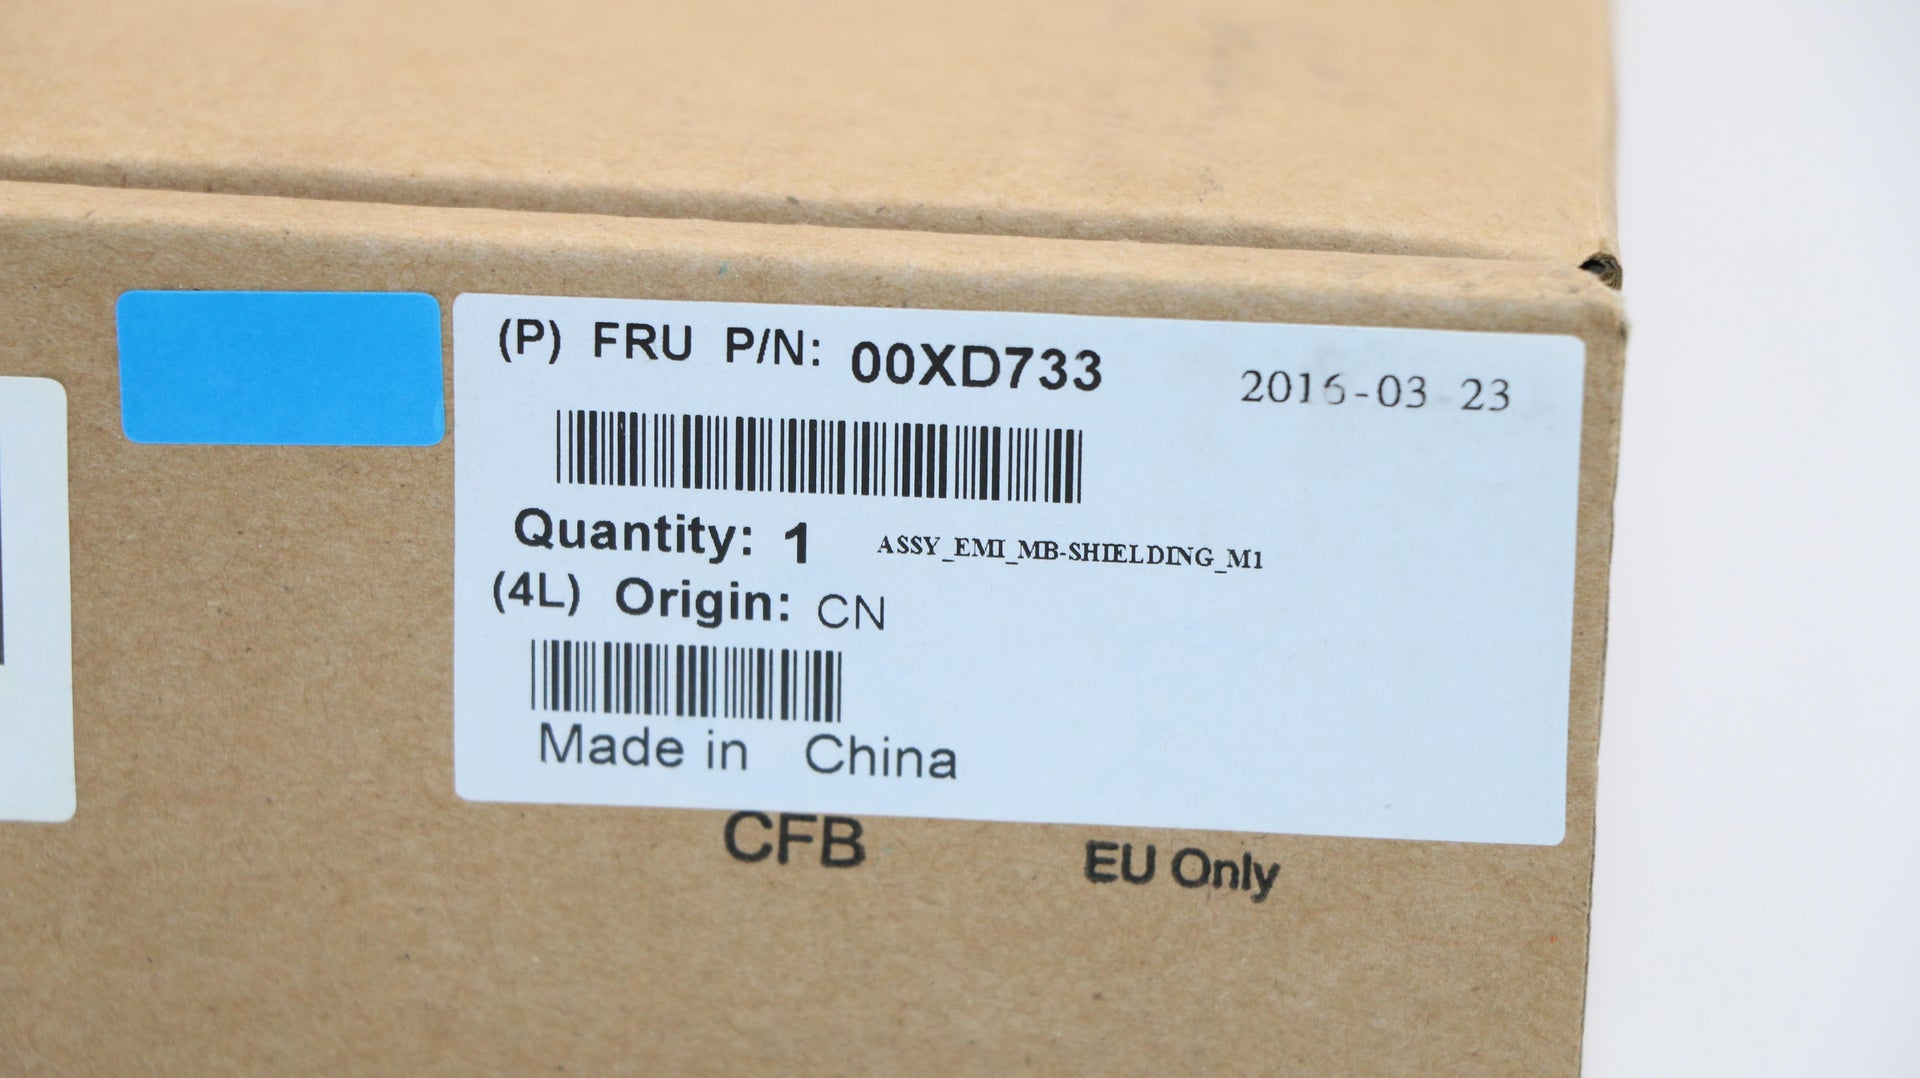 (P) FRU P/N: 00XD733 2016-03-23
Quantity: 1 ASSY_EMI_MB-SHIELDING_M1
(4L) Origin: CN
Made in China
CFB EU Only